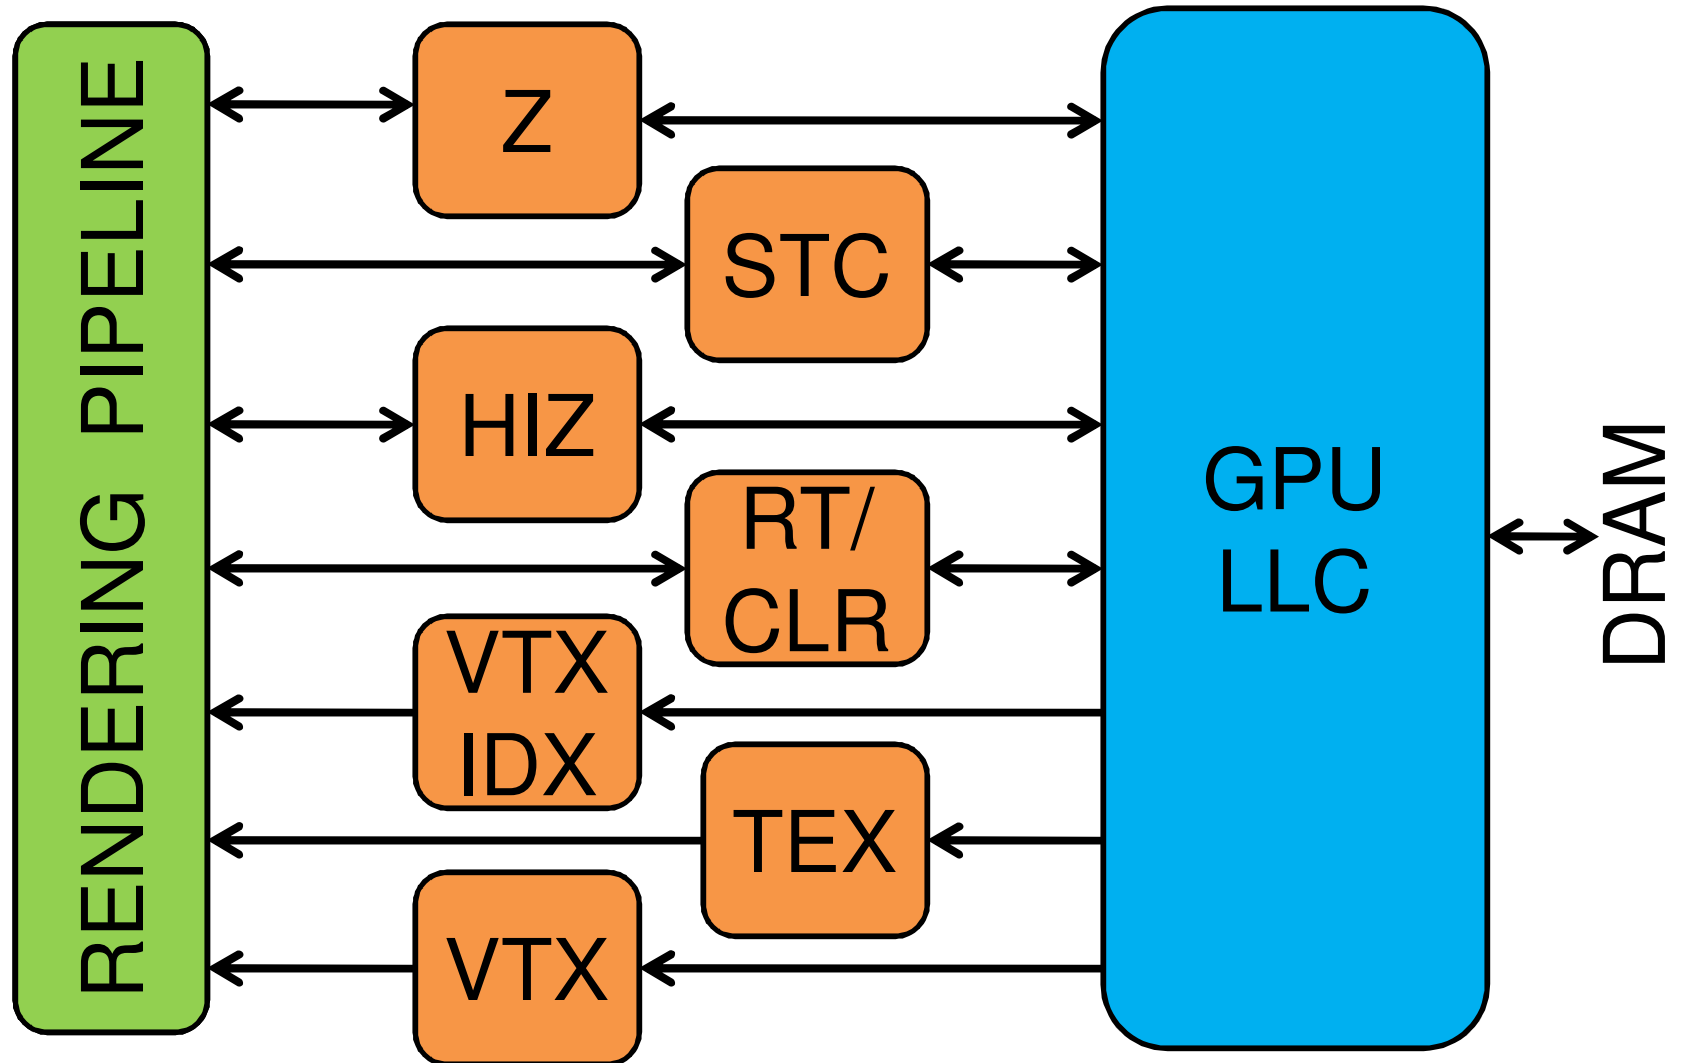 RENDERING PIPELINE
Z
STC
HIZ
RT/
CLR
VTX
IDX
TEX
VTX
GPU
LLC
DRAM